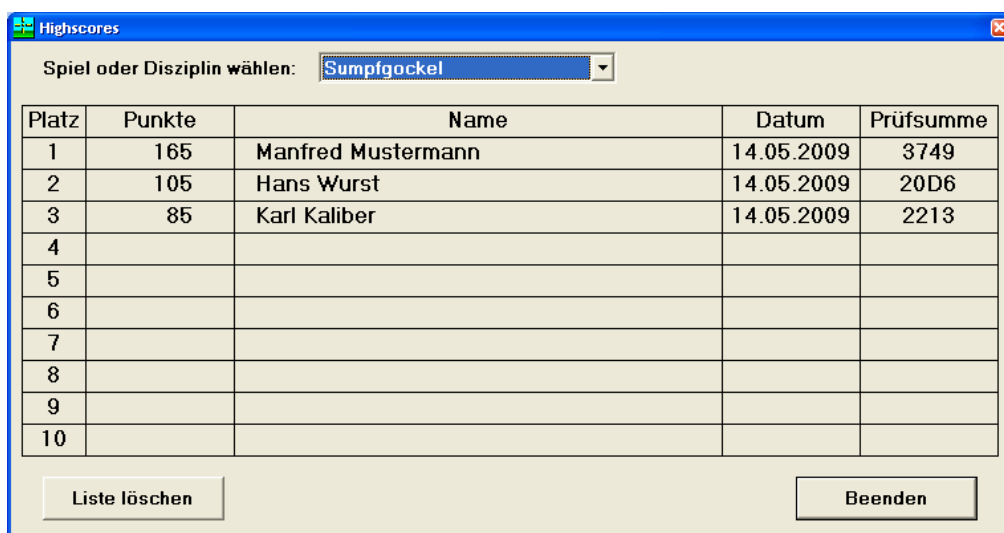 Highscores
Spiel oder Disziplin wählen: Sumpfgockel
Platz Punkte Name Datum Prüfsumme
1 165 Manfred Mustermann 14.05.2009 3749
2 105 Hans Wurst 14.05.2009 20D6
3 85 Karl Kaliber 14.05.2009 2213
4
5
6
7
8
9
10
Liste löschen Beenden